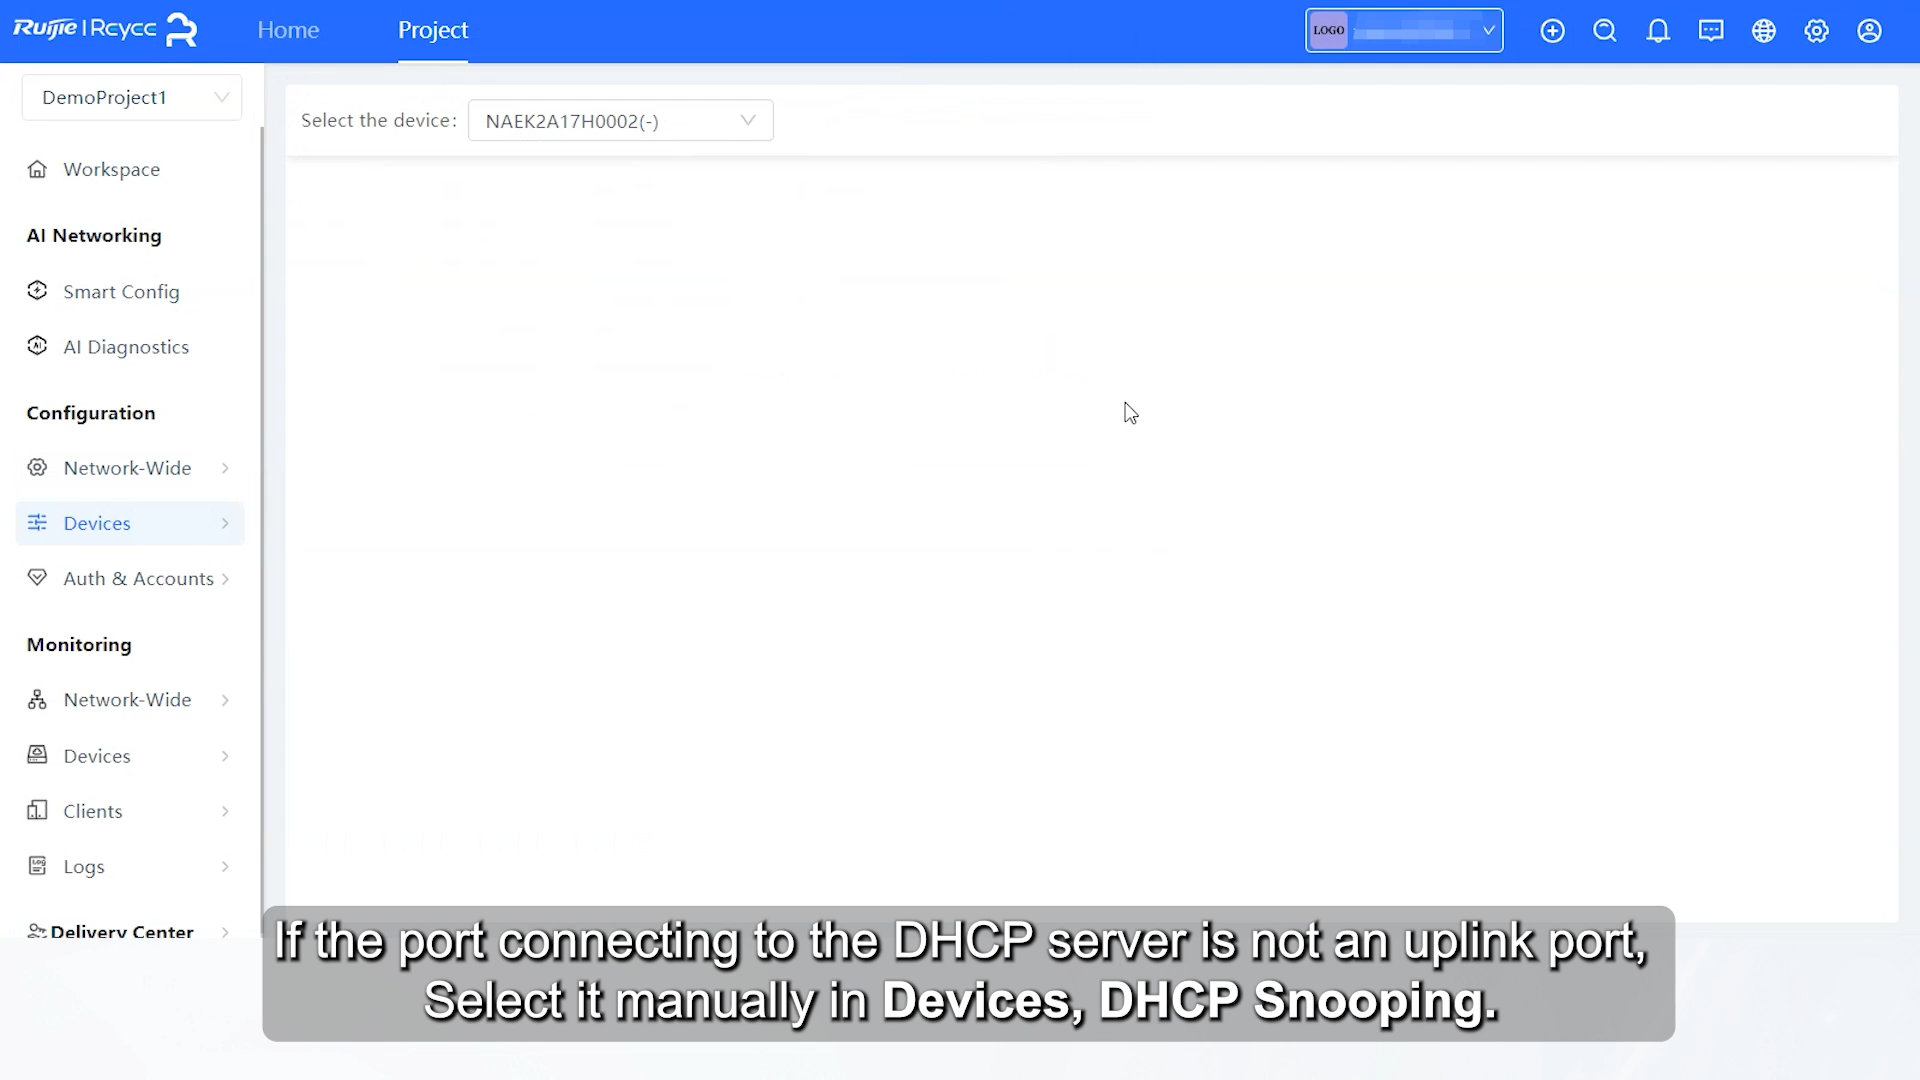 Ruijie | Rcycc
Home
Project
LOGO
DemoProject1
Select the device:
NAEK2A17H0002(-)
Workspace
AI Networking
Smart Config
AI Diagnostics
Configuration
Network-Wide
Devices
Auth & Accounts
Monitoring
Network-Wide
Devices
Clients
Logs
Delivery Center
If the port connecting to the DHCP server is not an uplink port,
Select it manually in Devices, DHCP Snooping.